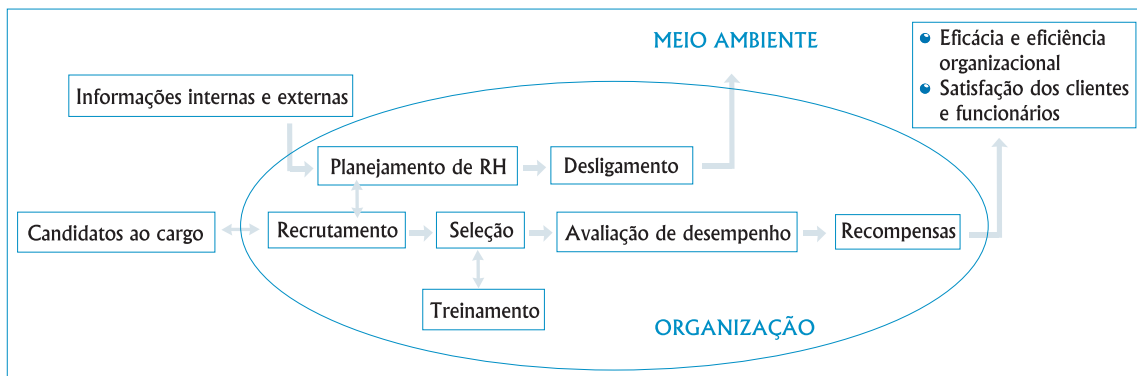 MEIO AMBIENTE
Eficácia e eficiência
organizacional
Satisfação dos clientes
e funcionários
Informações internas e externas
Planejamento de RH
Desligamento
Candidatos ao cargo
Recrutamento
Seleção
Avaliação de desempenho
Recompensas
Treinamento
ORGANIZAÇÃO